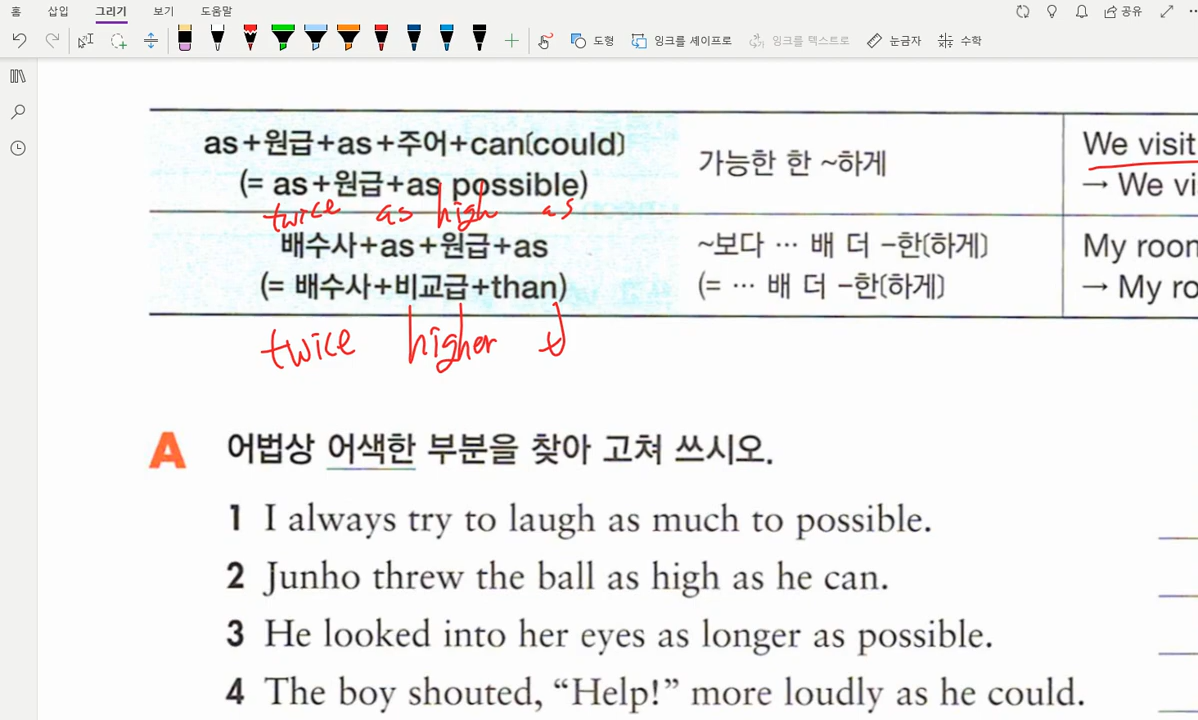 홈 삽입 그리기 보기 도움말
공유
도형 잉크를 셰이프로 잉크를 텍스트로 눈금자 수학
as+원급+as+주어+can(could)
(= as+원급+as possible)
가능한 한 ~하게
We visit
→ We vi
twice as high as
배수사+as+원급+as
(= 배수사+비교급+than)
~보다 … 배 더 -한(하게)
(= … 배 더 -한(하게)
My room
→ My ro
twice higher t
A 어법상 어색한 부분을 찾아 고쳐 쓰시오.
1 I always try to laugh as much to possible.
2 Junho threw the ball as high as he can.
3 He looked into her eyes as longer as possible.
4 The boy shouted, “Help!” more loudly as he could.